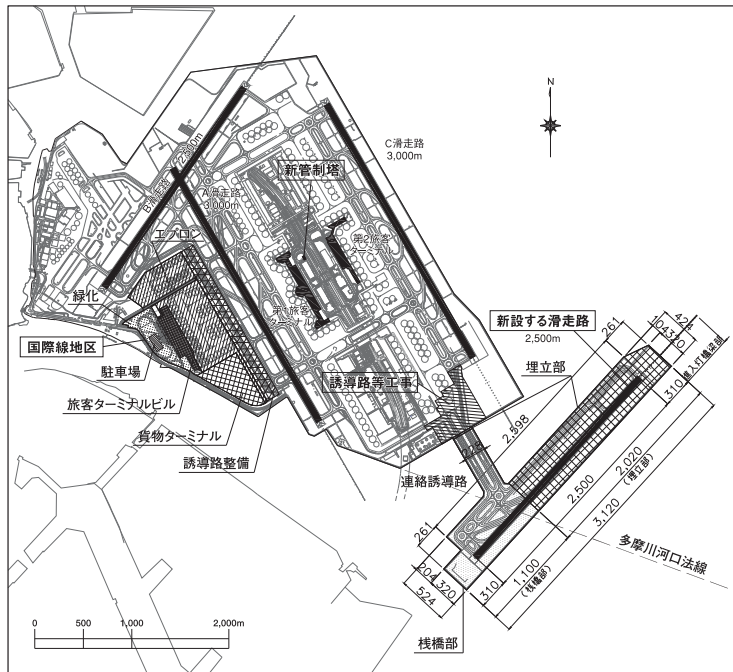 N
C滑走路
3,000m
B滑走路 2,500m
新管制塔
A滑走路
3,000m
エプロン
第2旅客
ターミナル
緑化
第1旅客
ターミナル
国際線地区
駐車場
旅客ターミナルビル
貨物ターミナル
誘導路整備
誘導路等工事
新設する滑走路
2,500m
埋立部
261
424
104
320
進入灯橋梁部
310
2,598
連絡誘導路
2,020
(埋立部)
2,500
3,120
多摩川河口法線
261
204
320
524
310
1,100
(桟橋部)
桟橋部
0 500 1,000 2,000m